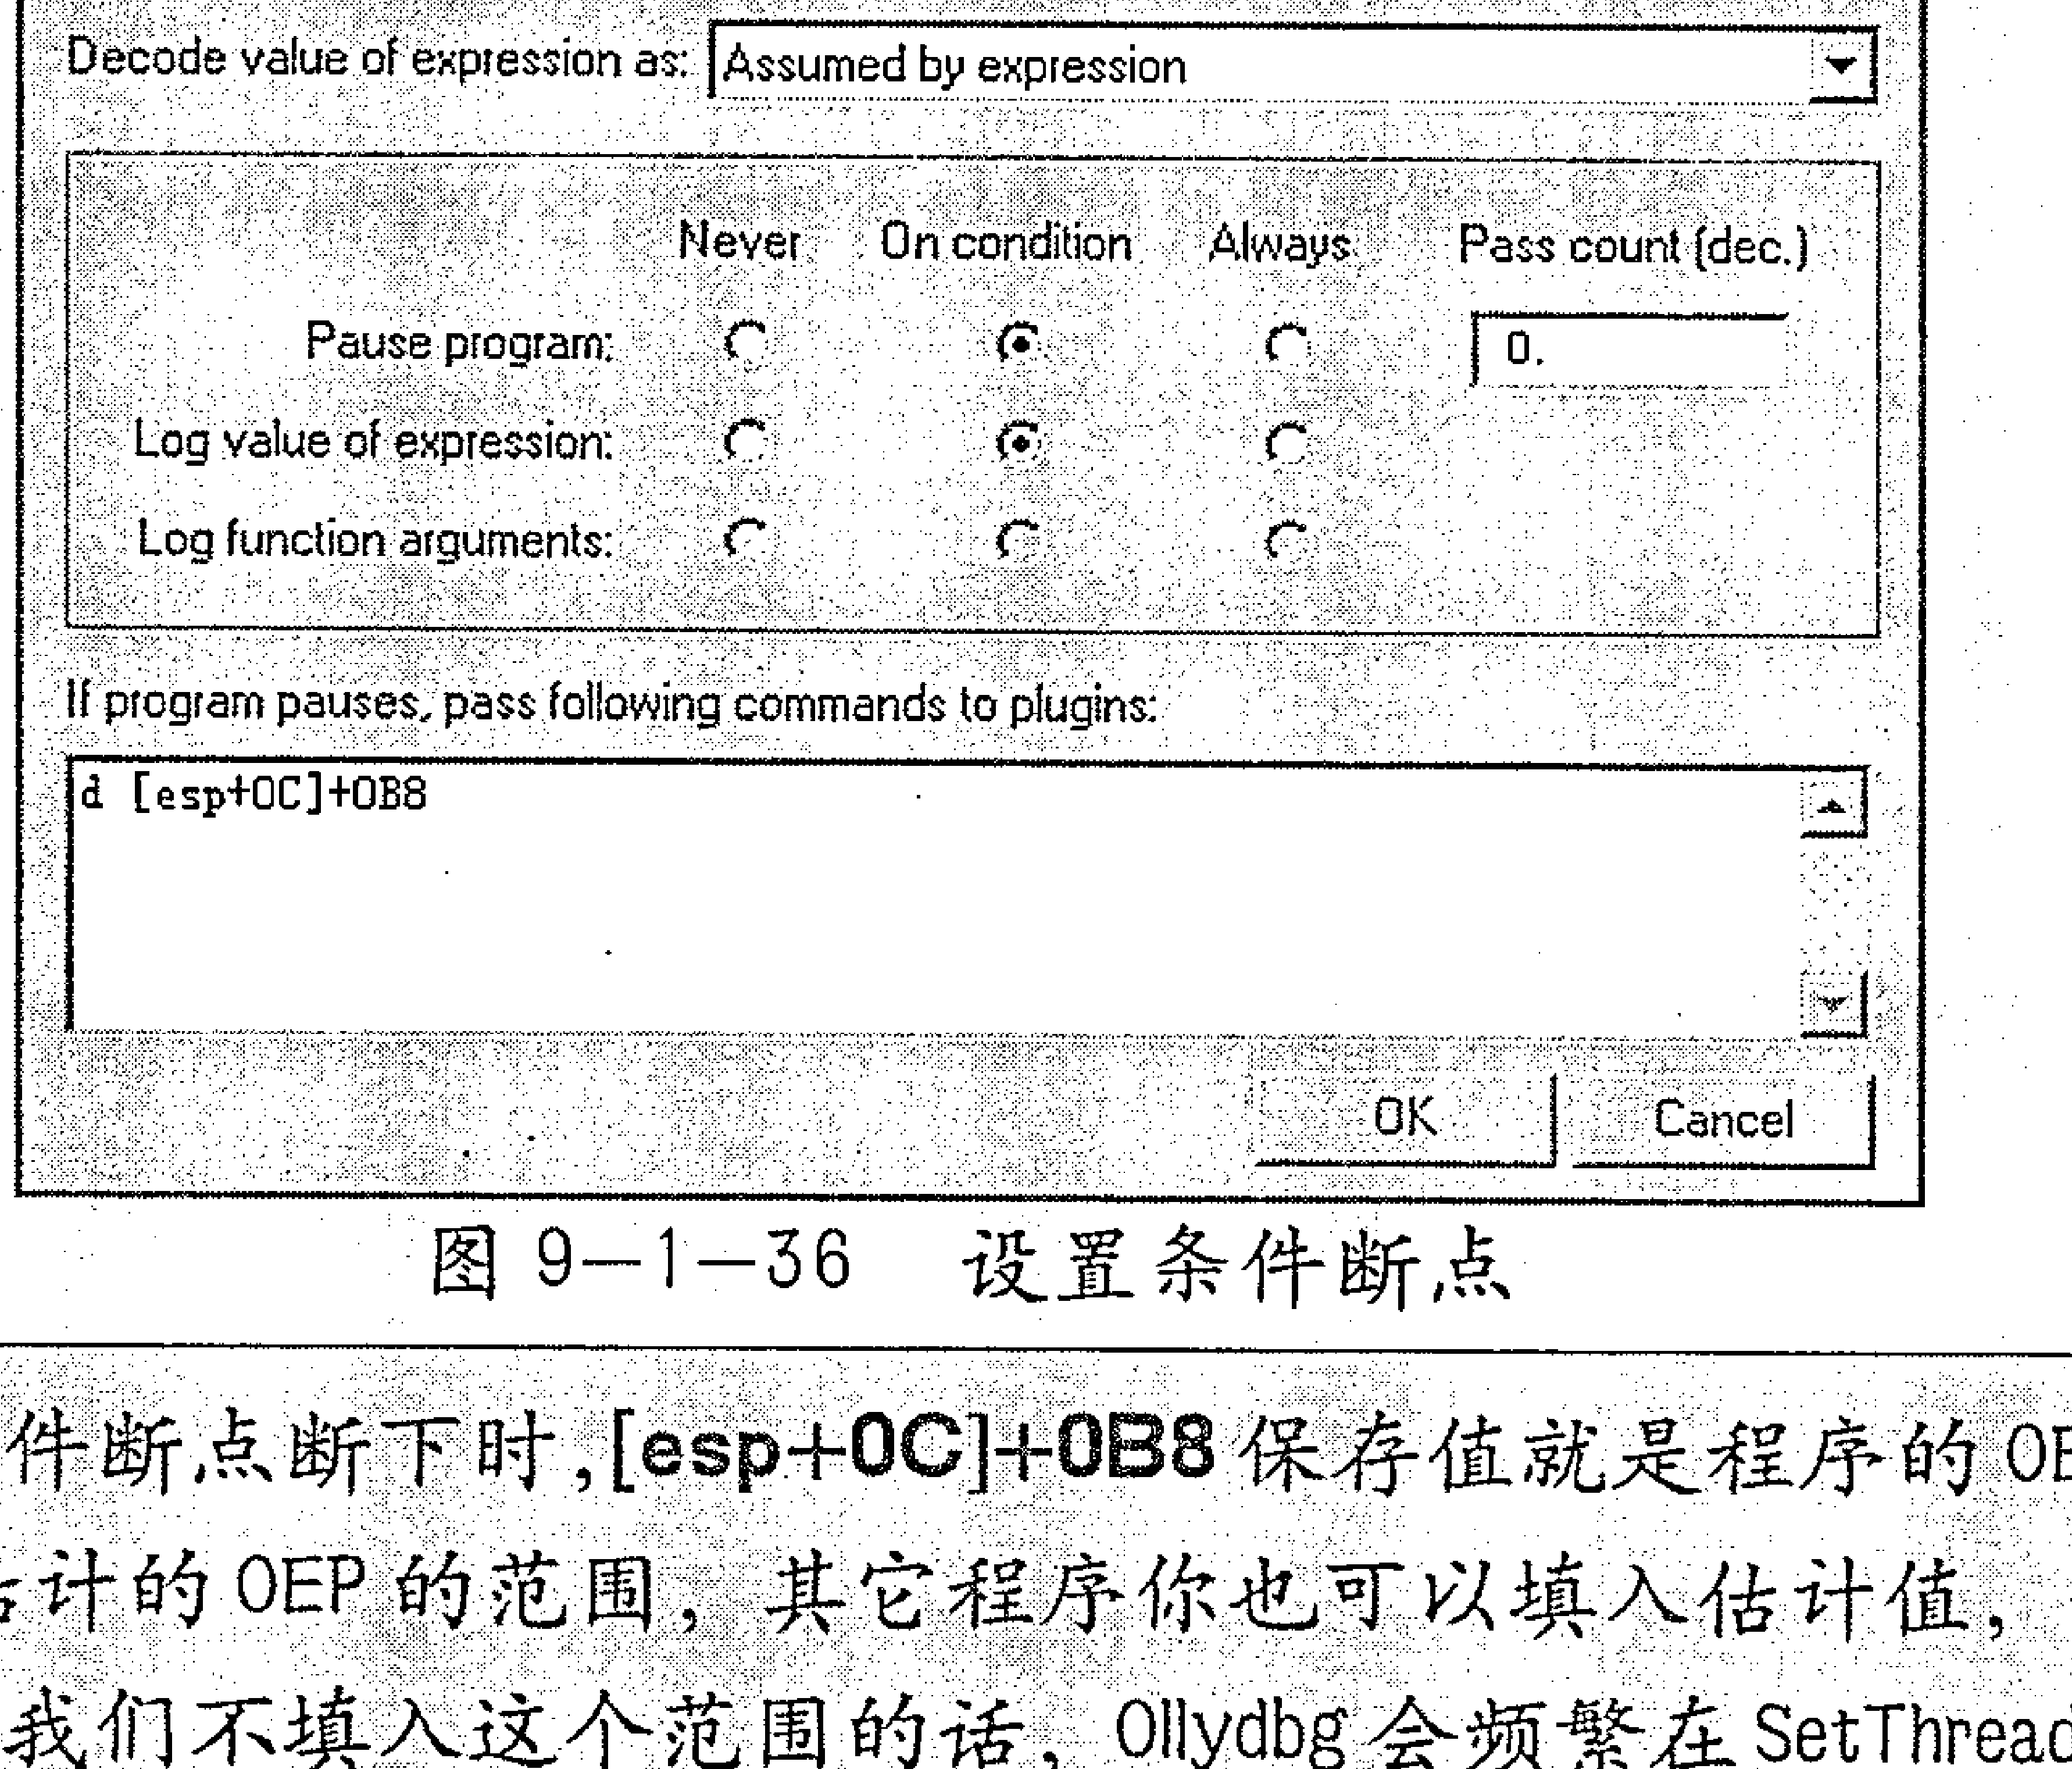 Decode value of expression as: Assumed by expression
Never On condition Always Pass count (dec.)
Pause program: 0.
Log value of expression:
Log function arguments:
If program pauses, pass following commands to plugins:
d [esp+0C]+0B8
OK Cancel
图 9-1-36 设置条件断点
件断点断下时,[esp+0C]+0B8 保存值就是程序的 OE
计的 OEP 的范围，其它程序你也可以填入估计值，
我们不填入这个范围的话，Ollydbg 会频繁在 SetThread